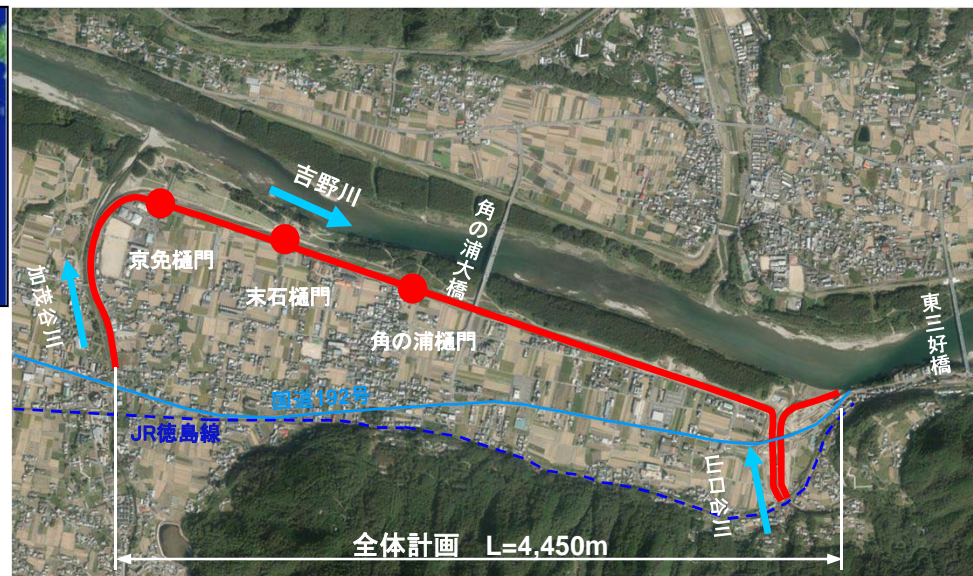 吉野川
角の浦大橋
東三好橋
京免樋門
加茂谷川
末石樋門
角の浦樋門
国道192号
JR徳島線
山口谷川
全体計画 L=4,450m